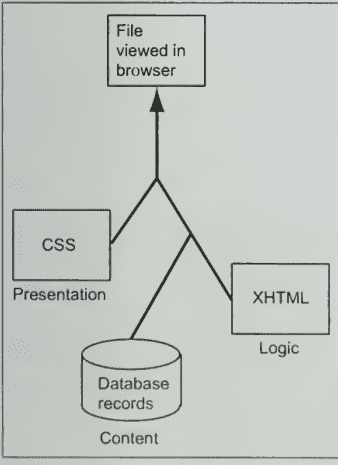 File
viewed in
browser
CSS
Presentation
XHTML
Logic
Database
records
Content